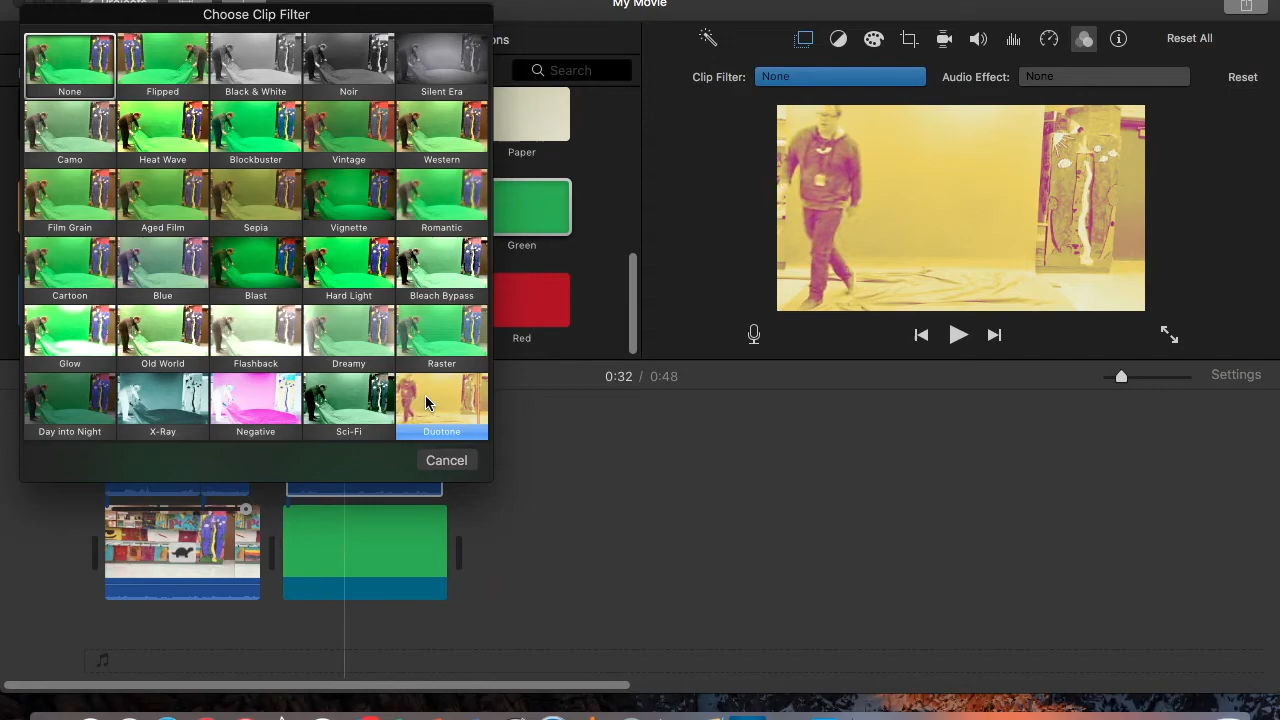 My Movie
Choose Clip Filter
Search
Reset All
Clip Filter: None Audio Effect: None Reset
None Flipped Black & White Noir Silent Era
Camo Heat Wave Blockbuster Vintage Western
Paper
Film Grain Aged Film Sepia Vignette Romantic
Green
Cartoon Blue Blast Hard Light Bleach Bypass
Red
Glow Old World Flashback Dreamy Raster
0:32 / 0:48 Settings
Day into Night X-Ray Negative Sci-Fi Duotone
Cancel